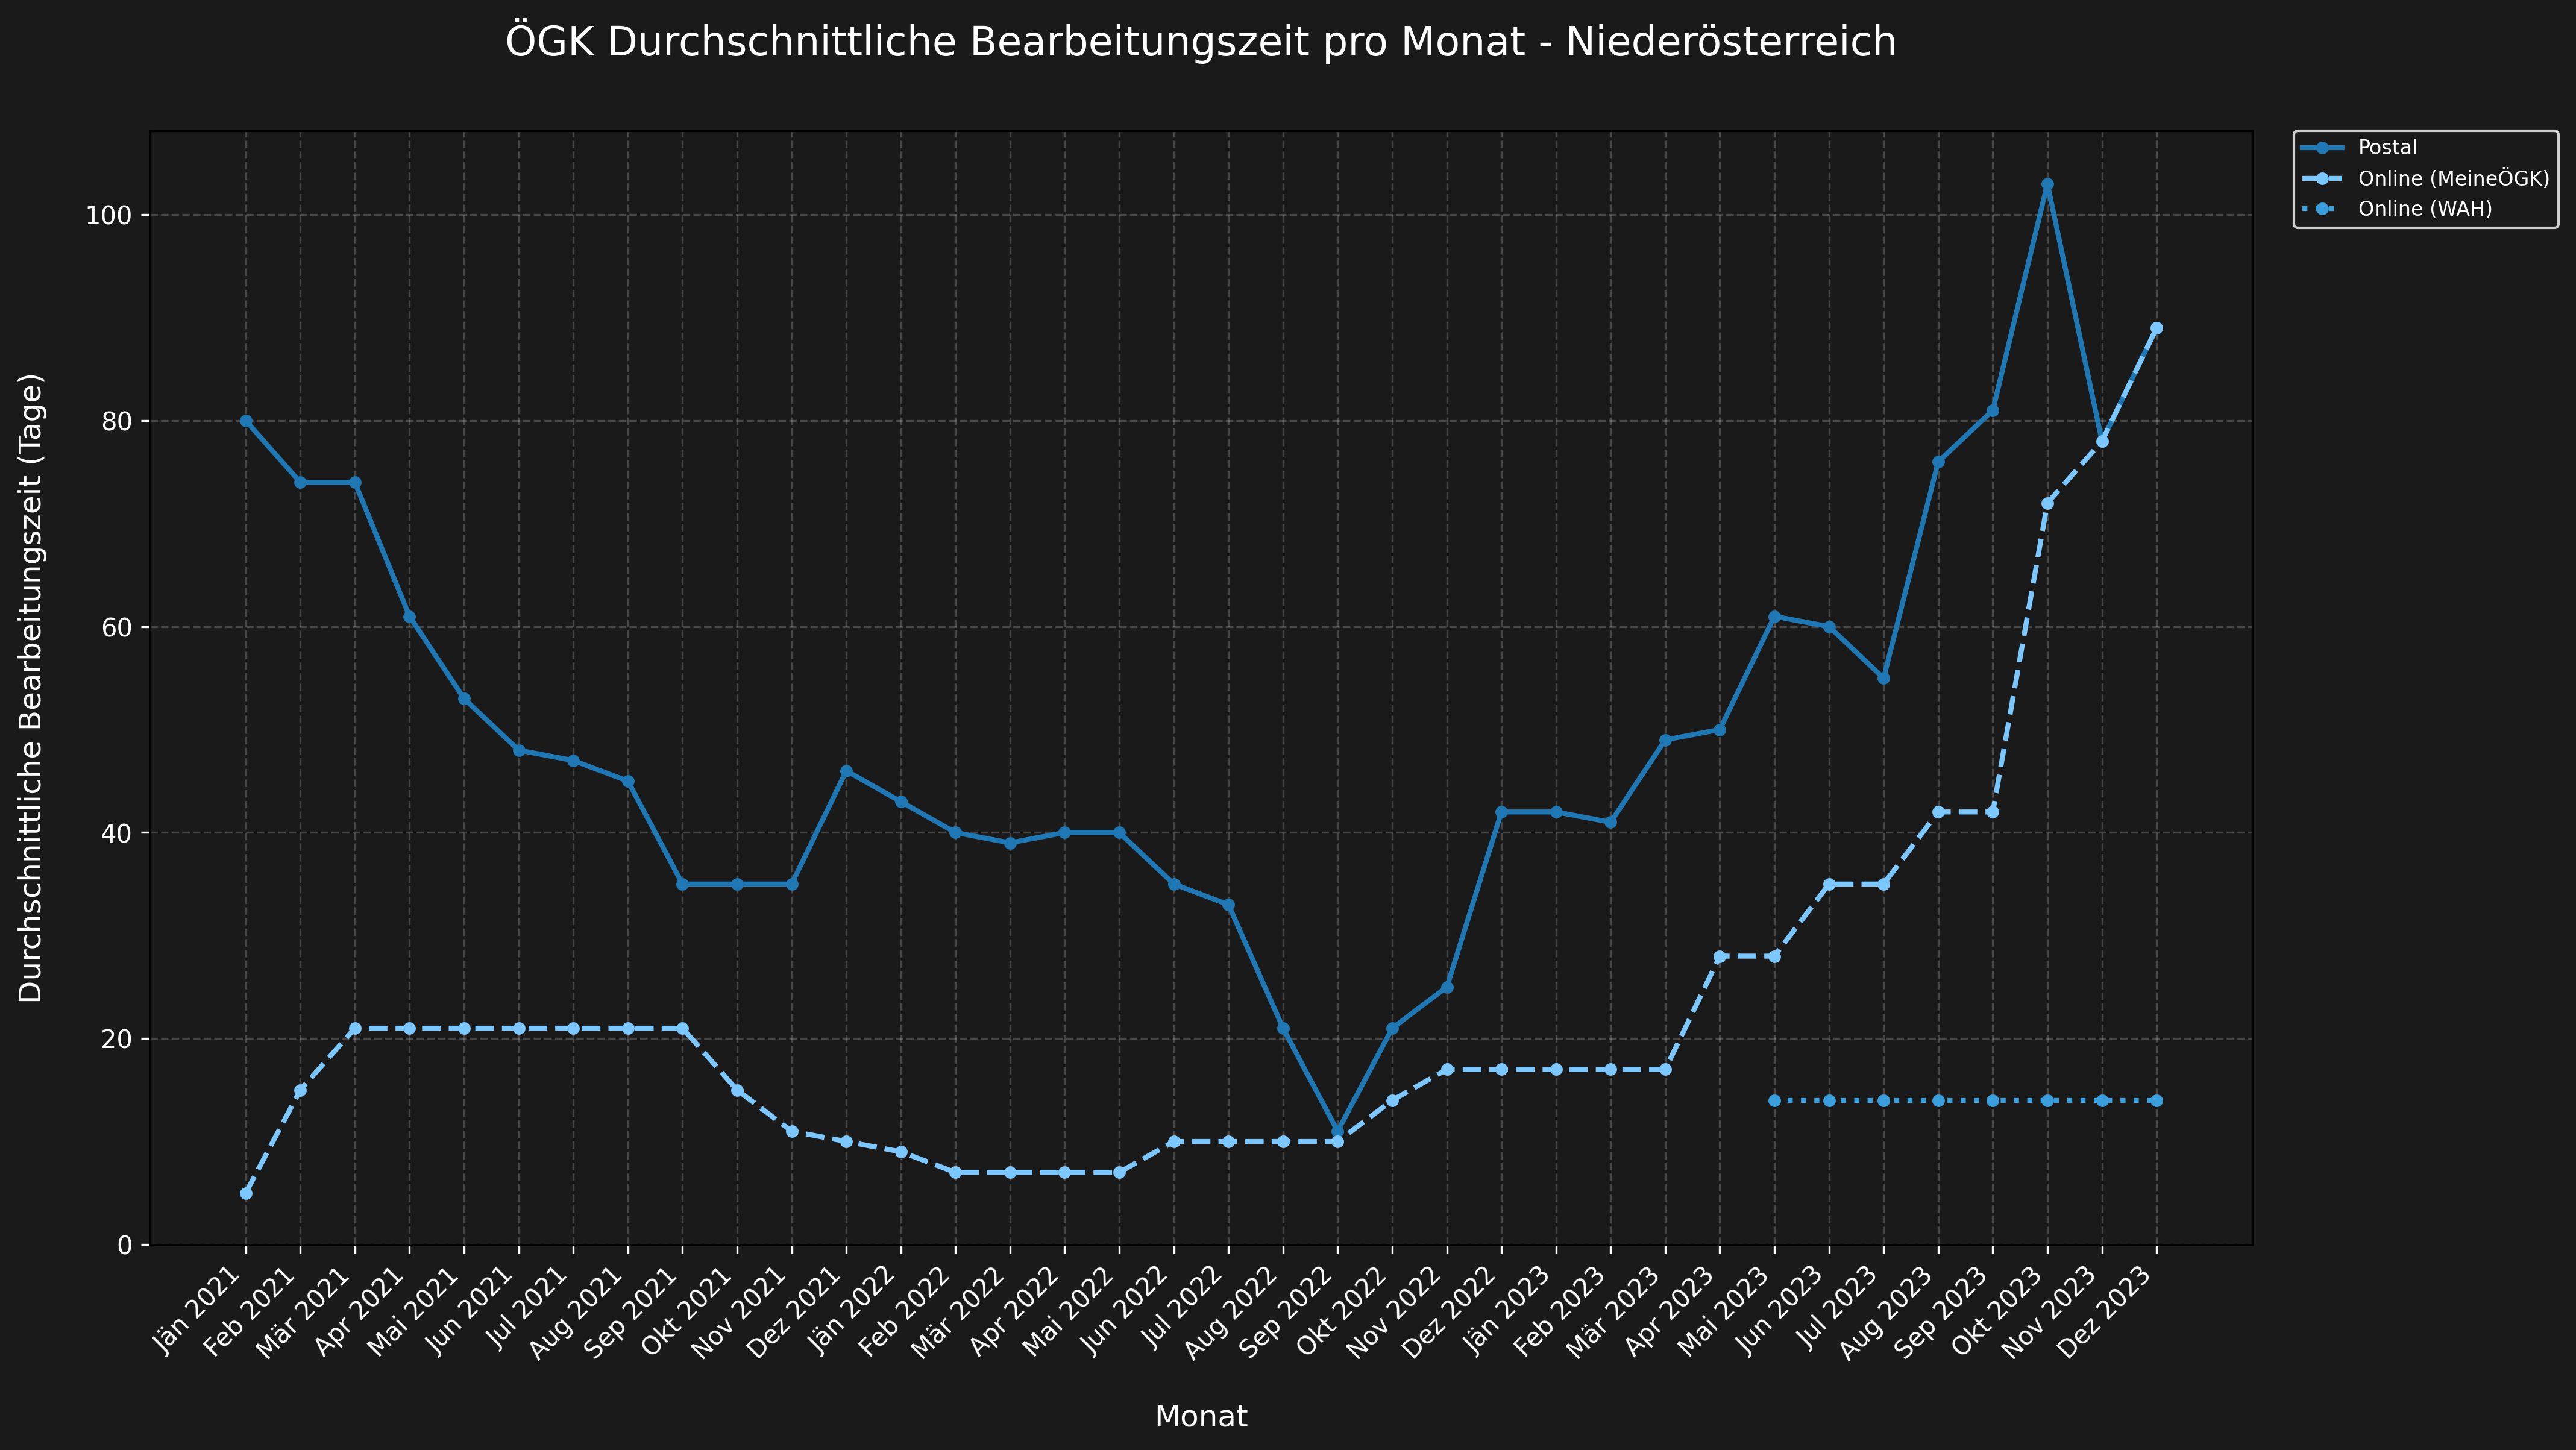 ÖGK Durchschnittliche Bearbeitungszeit pro Monat - Niederösterreich
Postal
Online (MeineÖGK)
Online (WAH)
Durchschnittliche Bearbeitungszeit (Tage)
100
80
60
40
20
0
Jän 2021
Feb 2021
Mär 2021
Apr 2021
Mai 2021
Jun 2021
Jul 2021
Aug 2021
Sep 2021
Okt 2021
Nov 2021
Dez 2021
Jän 2022
Feb 2022
Mär 2022
Apr 2022
Mai 2022
Jun 2022
Jul 2022
Aug 2022
Sep 2022
Okt 2022
Nov 2022
Dez 2022
Jän 2023
Feb 2023
Mär 2023
Apr 2023
Mai 2023
Jun 2023
Jul 2023
Aug 2023
Sep 2023
Okt 2023
Nov 2023
Dez 2023
Monat